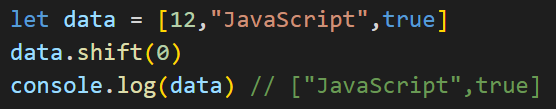 let data = [12,"JavaScript",true]
data.shift(0)
console.log(data) // ["JavaScript",true]